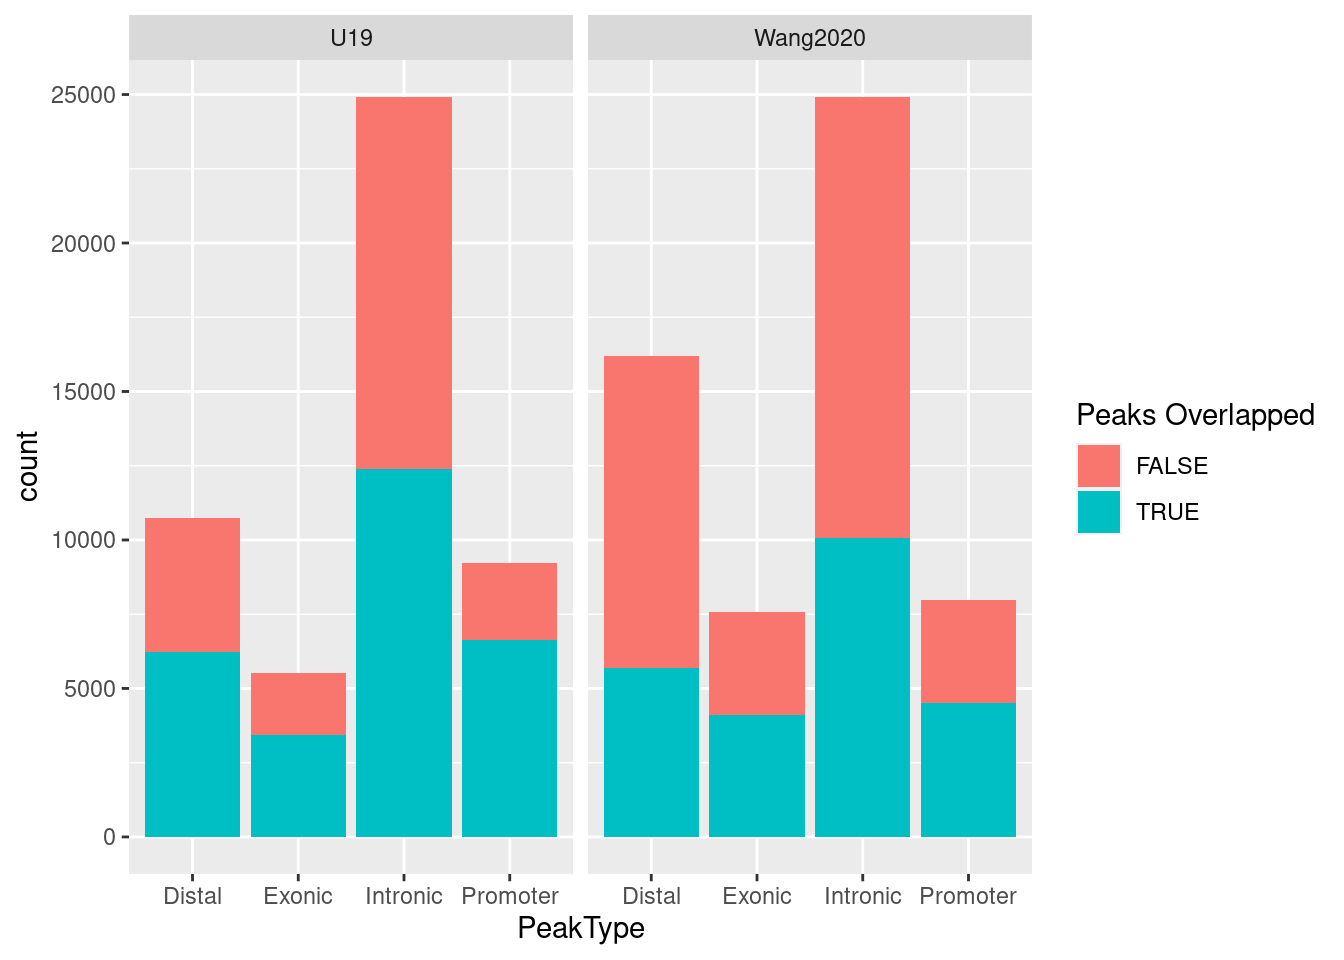 U19
Wang2020
25000
20000
15000
10000
5000
0
count
Distal Exonic Intronic Promoter
Distal Exonic Intronic Promoter
PeakType
Peaks Overlapped
FALSE
TRUE